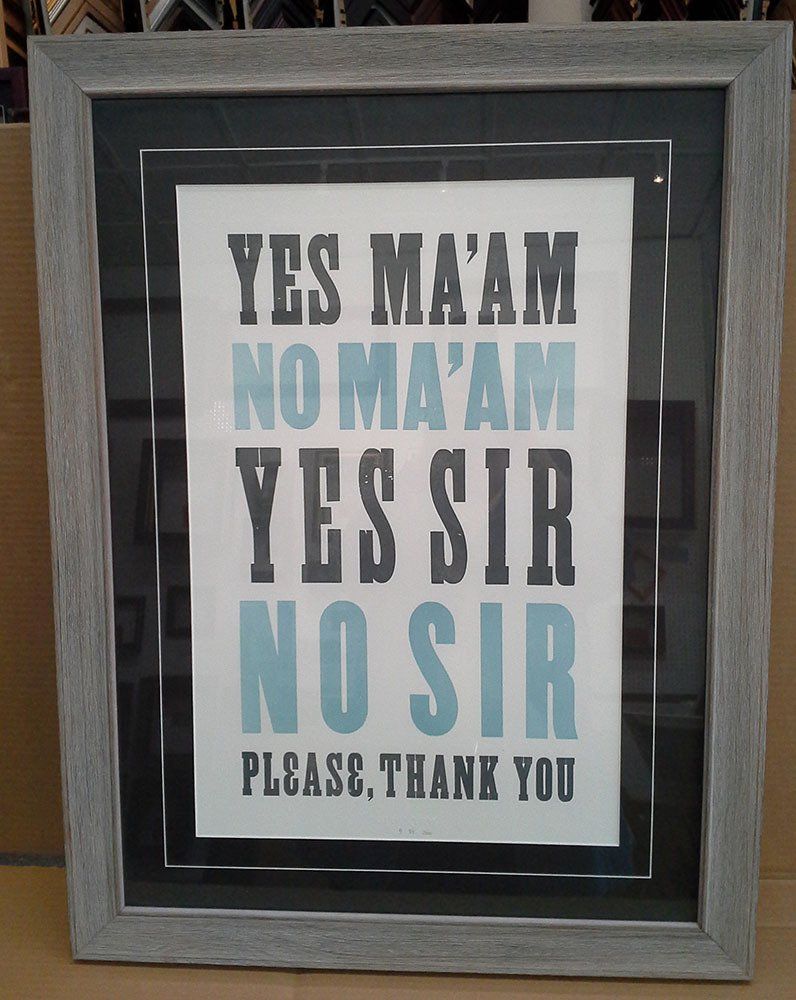 YES MA'AM
NO MA'AM
YES SIR
NO SIR
PLEASE, THANK YOU